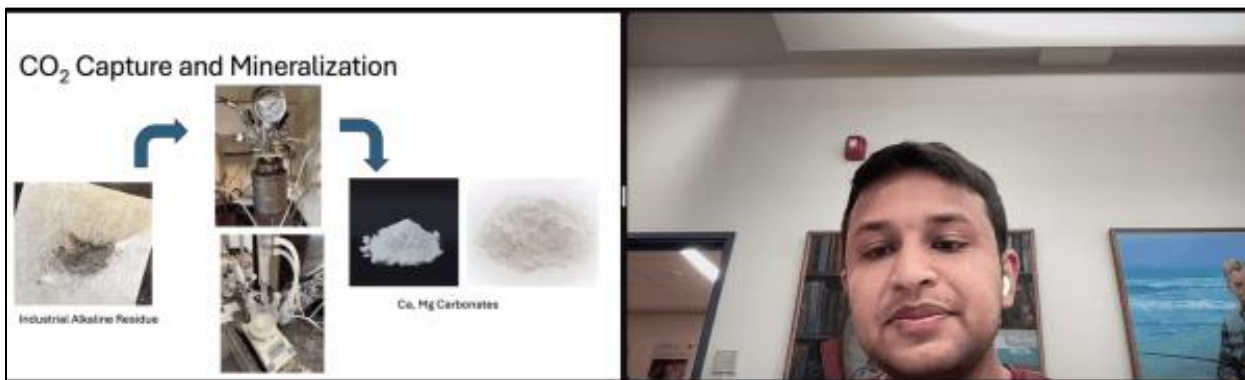 CO₂ Capture and Mineralization
Industrial Alkaline Residue
Ca, Mg Carbonates